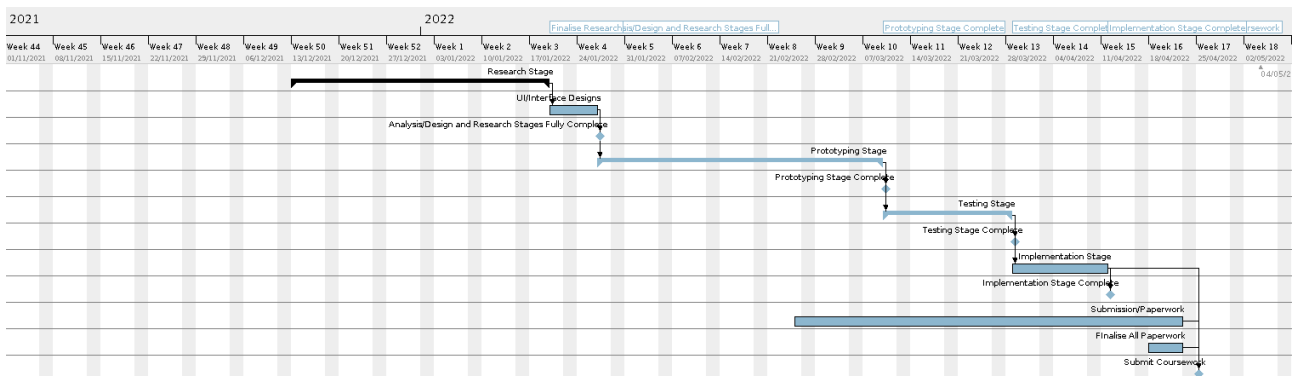 2021
2022
Finalise Research
is/Design and Research Stages Full...
Prototyping Stage Complete
Testing Stage Complet
Implementation Stage Complete
rsework
Week 44 Week 45 Week 46 Week 47 Week 48 Week 49 Week 50 Week 51 Week 52 Week 1 Week 2 Week 3 Week 4 Week 5 Week 6 Week 7 Week 8 Week 9 Week 10 Week 11 Week 12 Week 13 Week 14 Week 15 Week 16 Week 17 Week 18
01/11/2021 08/11/2021 15/11/2021 22/11/2021 29/11/2021 06/12/2021 13/12/2021 20/12/2021 27/12/2021 03/01/2022 10/01/2022 17/01/2022 24/01/2022 31/01/2022 07/02/2022 14/02/2022 21/02/2022 28/02/2022 07/03/2022 14/03/2022 21/03/2022 28/03/2022 04/04/2022 11/04/2022 18/04/2022 25/04/2022 02/05/2022
04/05/2
Research Stage
UI/Interface Designs
Analysis/Design and Research Stages Fully Complete
Prototyping Stage
Prototyping Stage Complete
Testing Stage
Testing Stage Complete
Implementation Stage
Implementation Stage Complete
Submission/Paperwork
FInalise All Paperwork
Submit Coursework